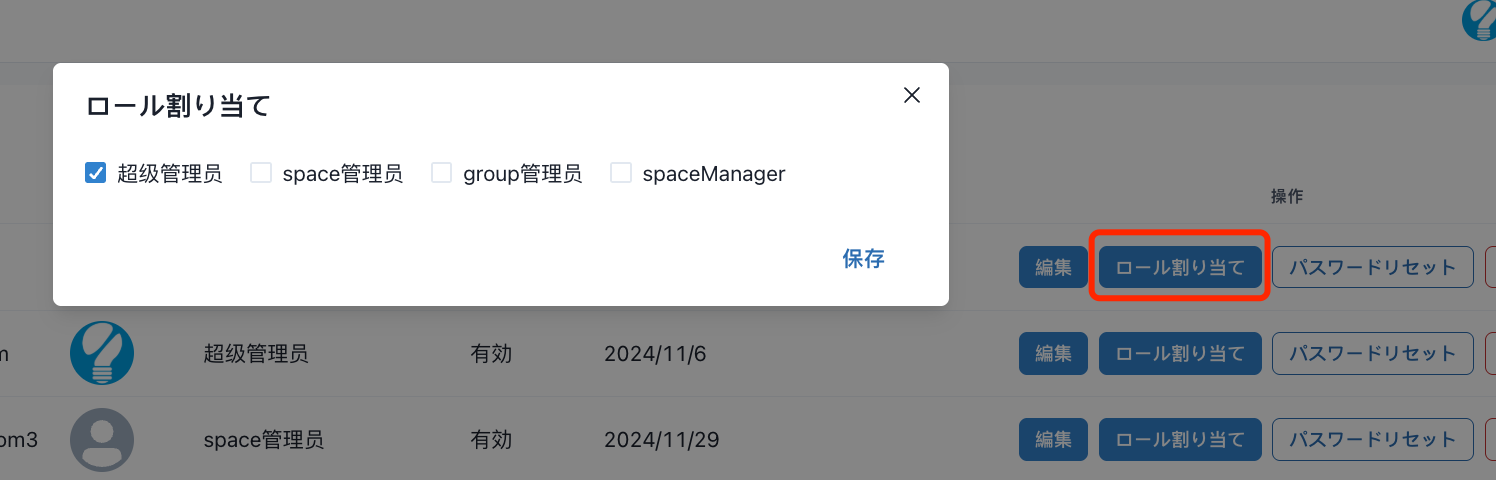 ロール割り当て
超级管理员 space管理员 group管理员 spaceManager
保存
操作
編集 ロール割り当て パスワードリセット
超级管理员 有効 2024/11/6 編集 ロール割り当て パスワードリセット
space管理员 有効 2024/11/29 編集 ロール割り当て パスワードリセット